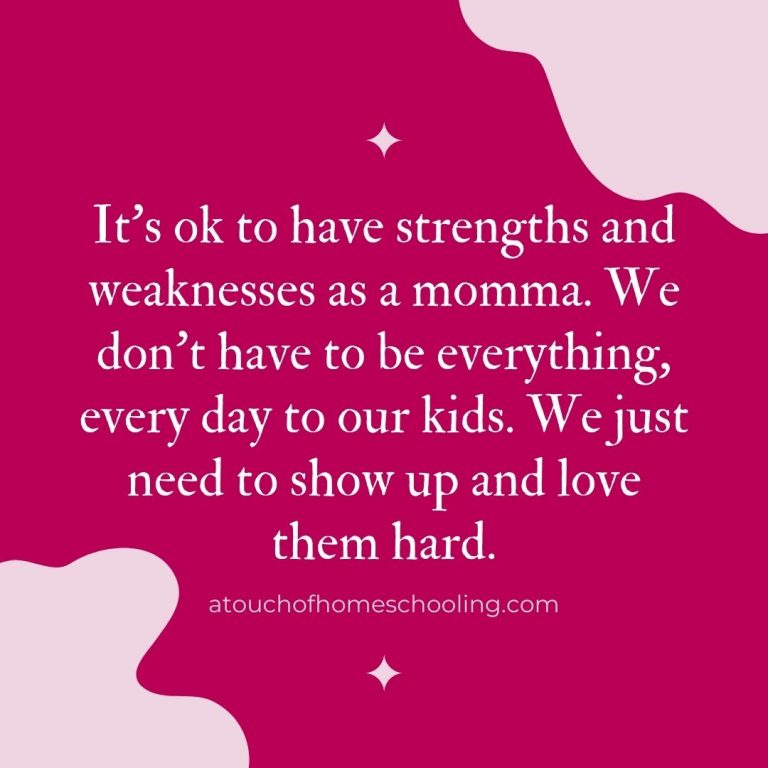 It’s ok to have strengths and
weaknesses as a momma. We
don’t have to be everything,
every day to our kids. We just
need to show up and love
them hard.
atouchofhomeschooling.com